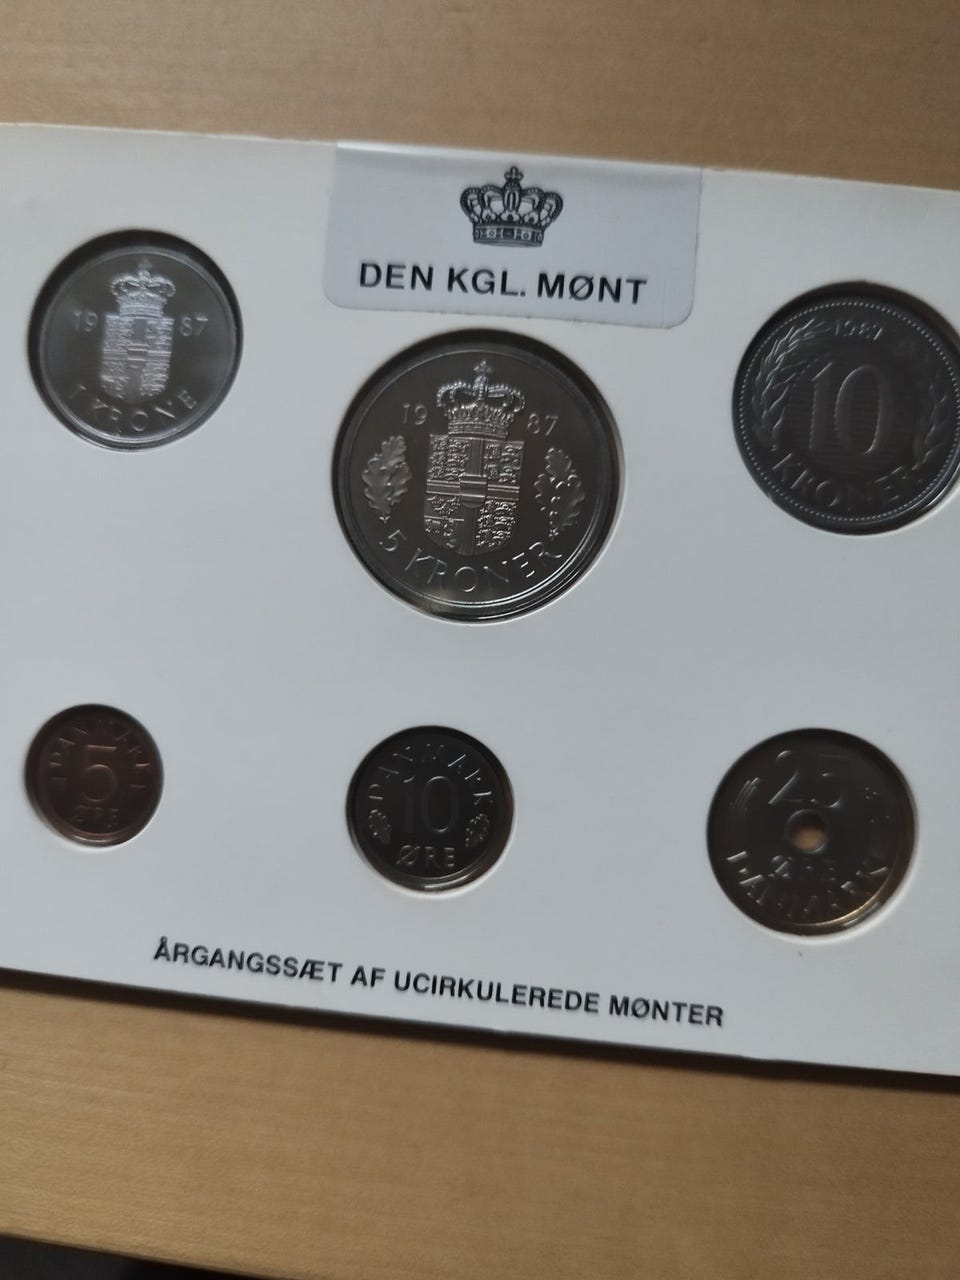 DEN KGL. MØNT
19 87
1 KRONE
19 87
5 KRONER
1987
10
KRONER
DANMARK
5
ØRE
DANMARK
10
ØRE
25
ØRE
DANMARK
ÅRGANGSSÆT AF UCIRKULEREDE MØNTER